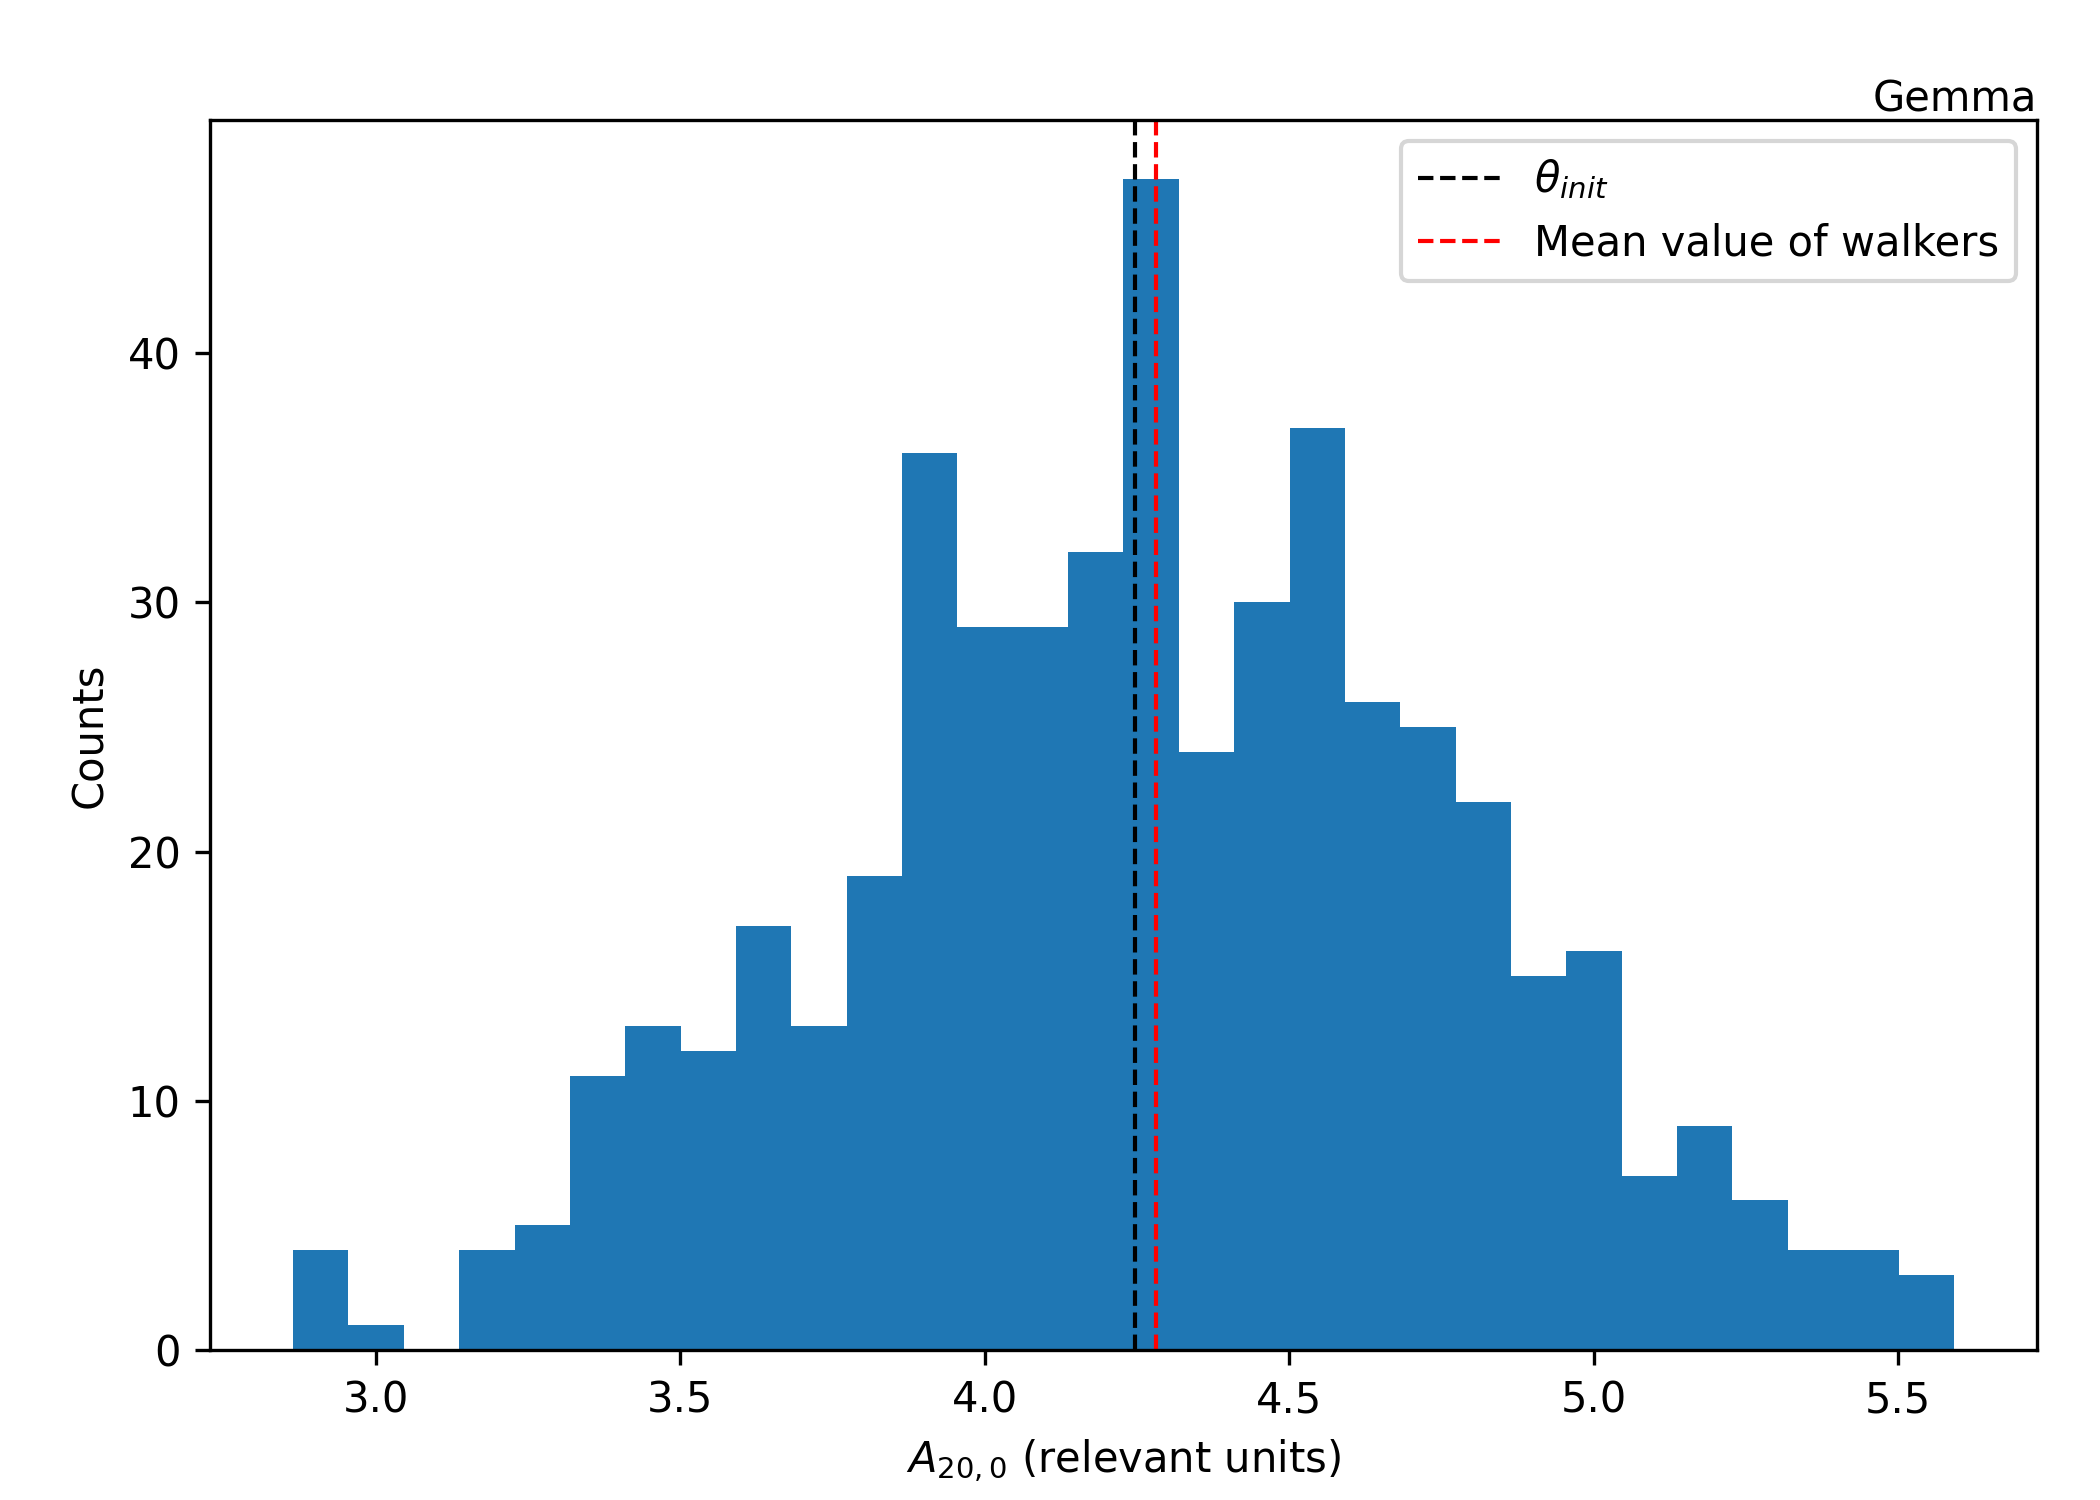 Gemma
θinit
Mean value of walkers
40
30
20
10
0
Counts
3.0 3.5 4.0 4.5 5.0 5.5
A20,0 (relevant units)